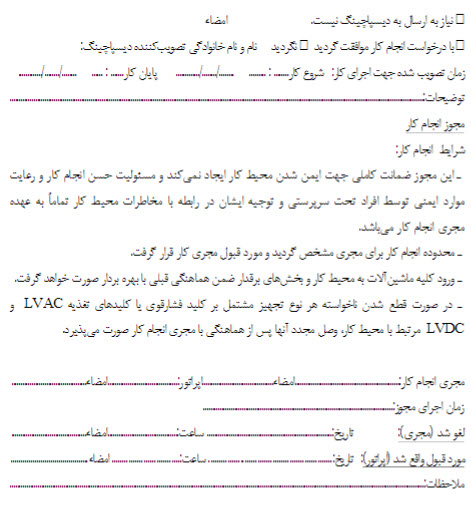 ☐ نیاز به ارسال به دیسپاچینگ نیست. امضاء
☐ با درخواست انجام کار موافقت گردید ☐ نگردید نام و نام خانوادگی تصویب‌کننده دیسپاچینگ:
زمان تصویب شده جهت اجرای کار: شروع کار...... : ...... ....../....../...... پایان کار...... : ...... ....../....../......
توضیحات:......................................................
مجوز انجام کار
شرایط انجام کار:
ـ این مجوز ضمانت کاملی جهت ایمن شدن محیط کار ایجاد نمی‌کند و مسئولیت حسن انجام کار و رعایت
موارد ایمنی توسط افراد تحت سرپرستی و توجیه ایشان در رابطه با مخاطرات محیط کار تماماً به عهده
مجری کار می‌باشد.
ـ محدوده انجام کار برای مجری مشخص گردید و مورد قبول مجری کار قرار گرفت.
ـ ورود کلیه ماشین‌آلات به محیط کار و بخش‌های برقدار ضمن هماهنگی قبلی با بهره بردار صورت خواهد گرفت.
ـ در صورت قطع شدن ناخواسته هر نوع تجهیز مشتمل بر کلید فشارقوی یا کلیدهای تغذیه LVAC و
LVDC مرتبط با محیط کار، وصل مجدد آنها پس از هماهنگی با مجری انجام کار صورت می‌پذیرد.
مجری انجام کار:....................امضاء....................اپراتور:....................امضاء....................
زمان اجرای مجوز:........................................
لغو شد (مجری): تاریخ:....................ساعت:....................امضاء....................
مورد قبول واقع شد (اپراتور): تاریخ:....................ساعت:....................امضاء....................
ملاحظات:......................................................